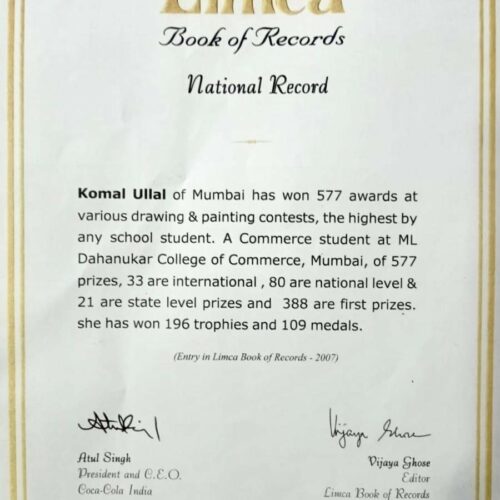 Limca
Book of Records
National Record
Komal Ullal of Mumbai has won 577 awards at
various drawing & painting contests, the highest by
any school student. A Commerce student at ML
Dahanukar College of Commerce, Mumbai, of 577
prizes, 33 are international , 80 are national level &
21 are state level prizes and 388 are first prizes.
she has won 196 trophies and 109 medals.
(Entry in Limca Book of Records - 2007)
Vijaya Ghose
Atul Singh
President and C.E.O.
Coca-Cola India
Vijaya Ghose
Editor
Limca Book of Records